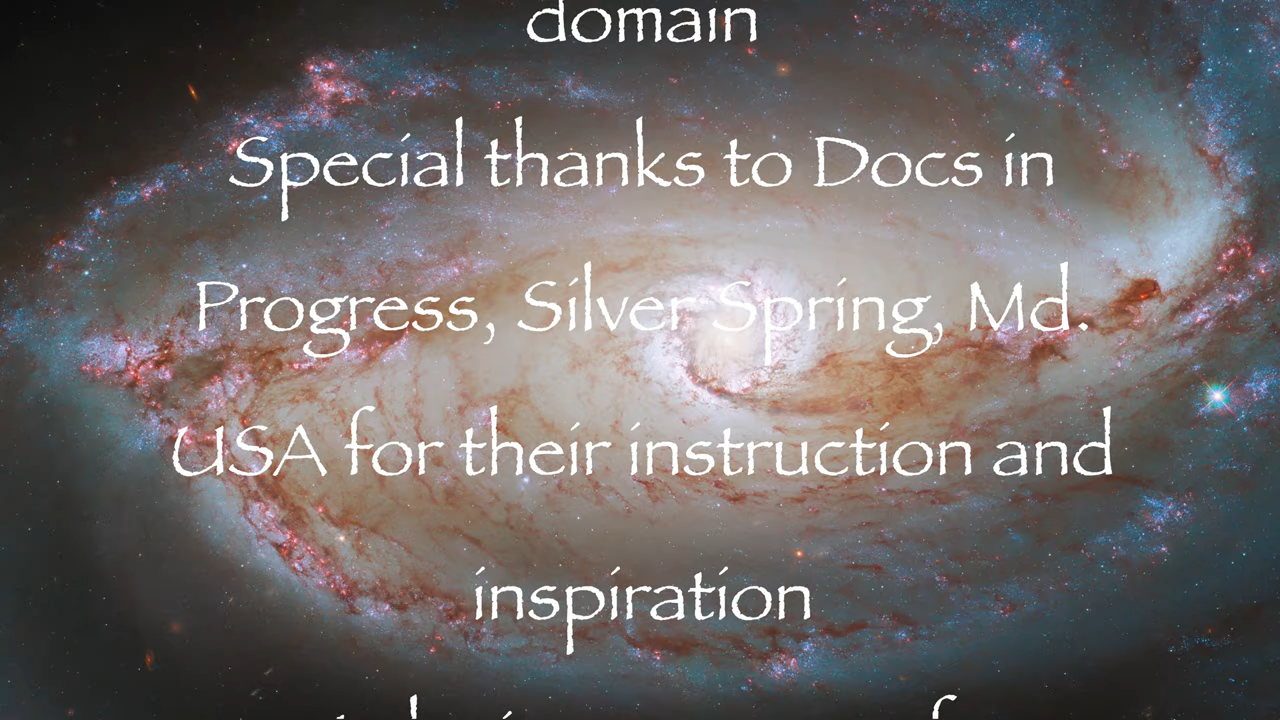 domain
Special thanks to Docs in
Progress, Silver Spring, Md.
USA for their instruction and
inspiration